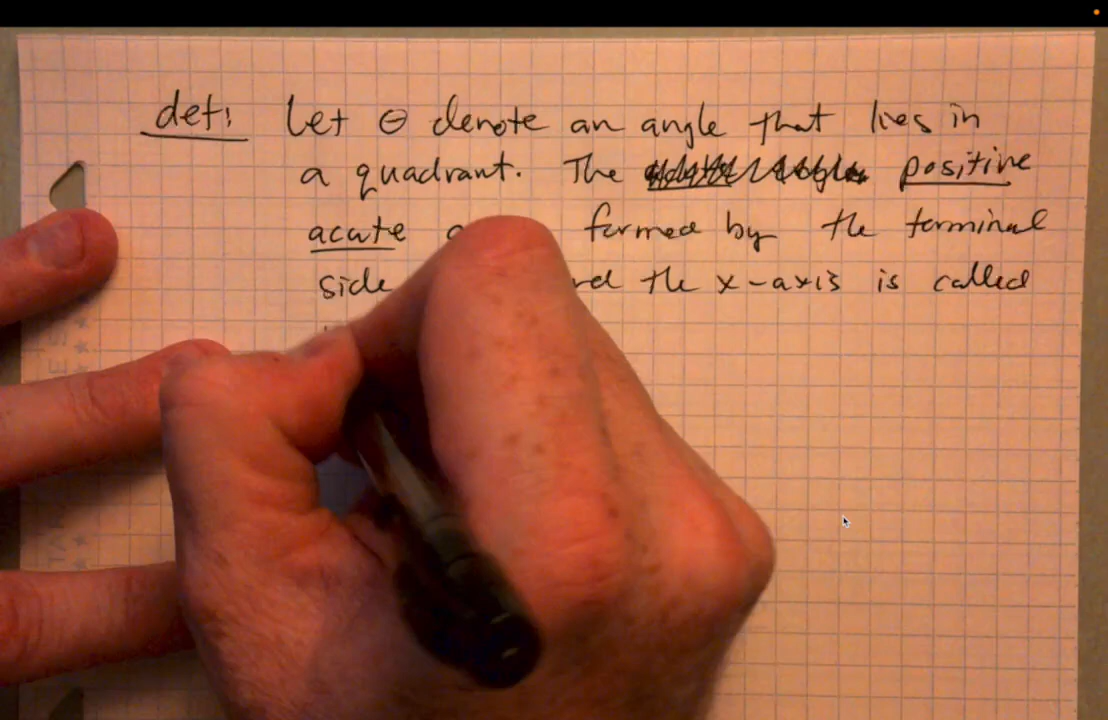 def: Let θ denote an angle that lies in
a quadrant. The positive
acute formed by the terminal
side the x-axis is called